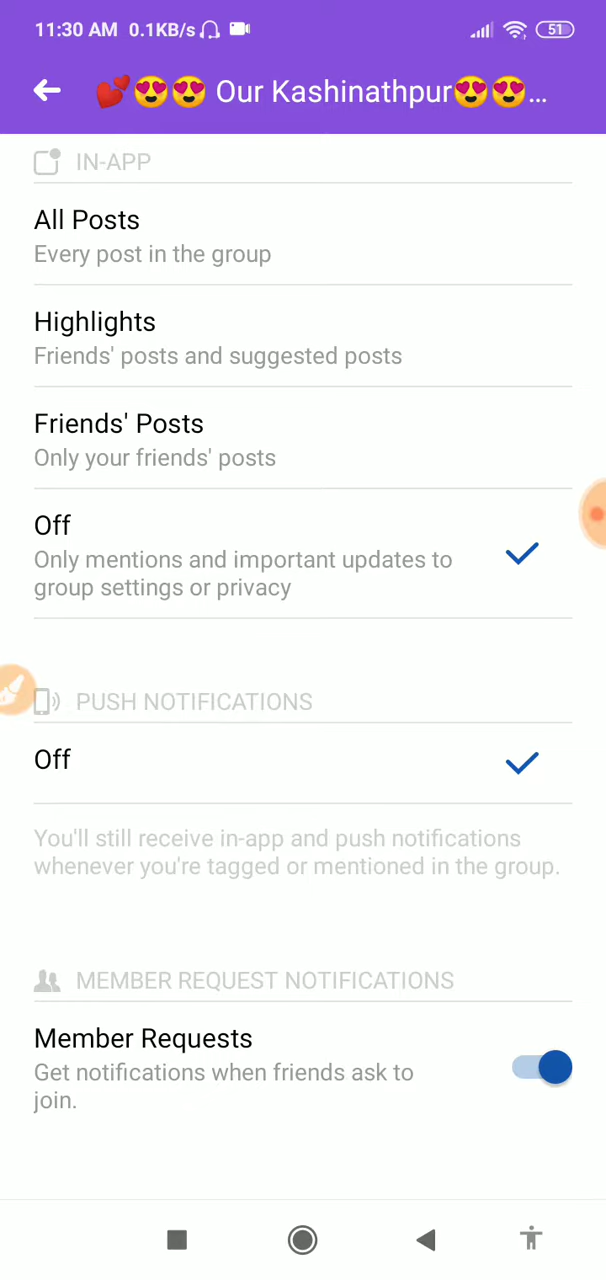 11:30 AM 0.1KB/s 51
💕😍😍 Our Kashinathpur😍😍...
IN-APP
All Posts
Every post in the group
Highlights
Friends' posts and suggested posts
Friends' Posts
Only your friends' posts
Off
Only mentions and important updates to
group settings or privacy
PUSH NOTIFICATIONS
Off
You'll still receive in-app and push notifications
whenever you're tagged or mentioned in the group.
MEMBER REQUEST NOTIFICATIONS
Member Requests
Get notifications when friends ask to
join.